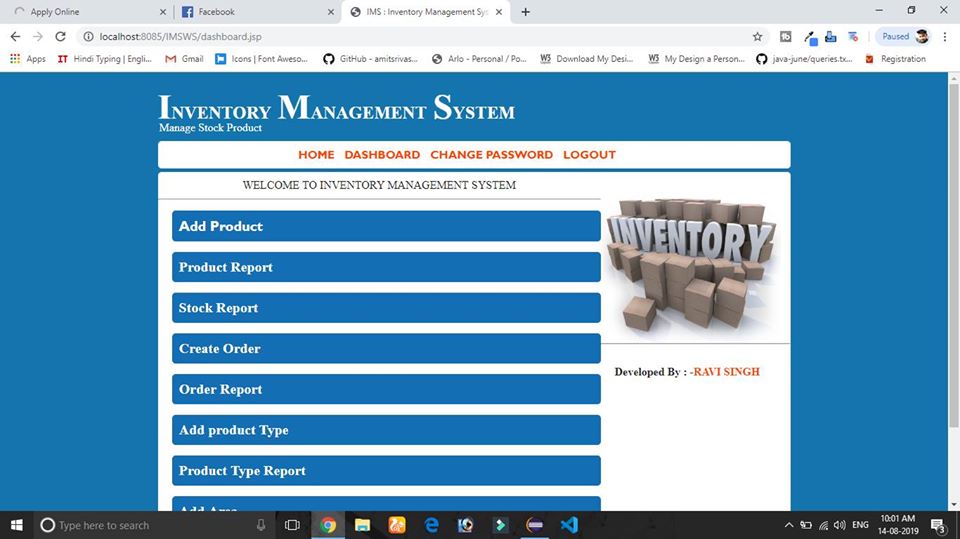 Apply Online
Facebook
IMS : Inventory Management Sy
localhost:8085/IMSWS/dashboard.jsp
Paused
Apps
Hindi Typing | Engli...
Gmail
Icons | Font Aweso...
GitHub - amitsrivas...
Arlo - Personal / Po...
Download My Desi...
My Design a Person...
java-june/queries.tx...
Registration
INVENTORY MANAGEMENT SYSTEM
Manage Stock Product
HOME DASHBOARD CHANGE PASSWORD LOGOUT
WELCOME TO INVENTORY MANAGEMENT SYSTEM
INVENTORY
Add Product
Product Report
Stock Report
Create Order
Developed By : -RAVI SINGH
Order Report
Add product Type
Product Type Report
Add Area
Type here to search
ENG
10:01 AM
14-08-2019
3